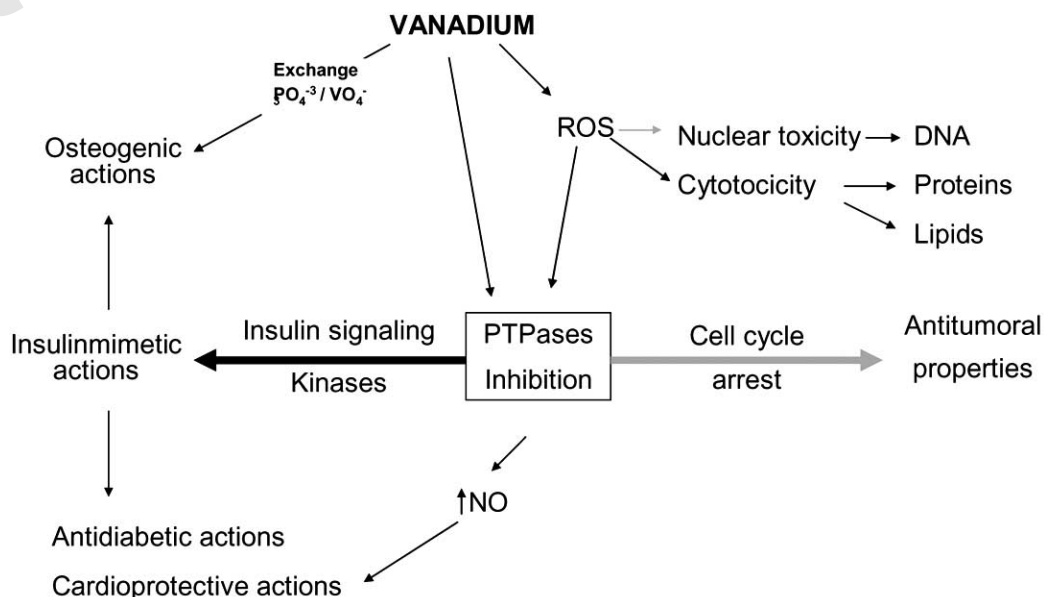 VANADIUM
Exchange
PO₄⁻³ / VO₄⁻
3
Osteogenic
actions
ROS
Nuclear toxicity
DNA
Cytotocicity
Proteins
Lipids
Insulinmimetic
actions
Insulin signaling
Kinases
PTPases
Inhibition
Cell cycle
arrest
Antitumoral
properties
↑NO
Antidiabetic actions
Cardioprotective actions